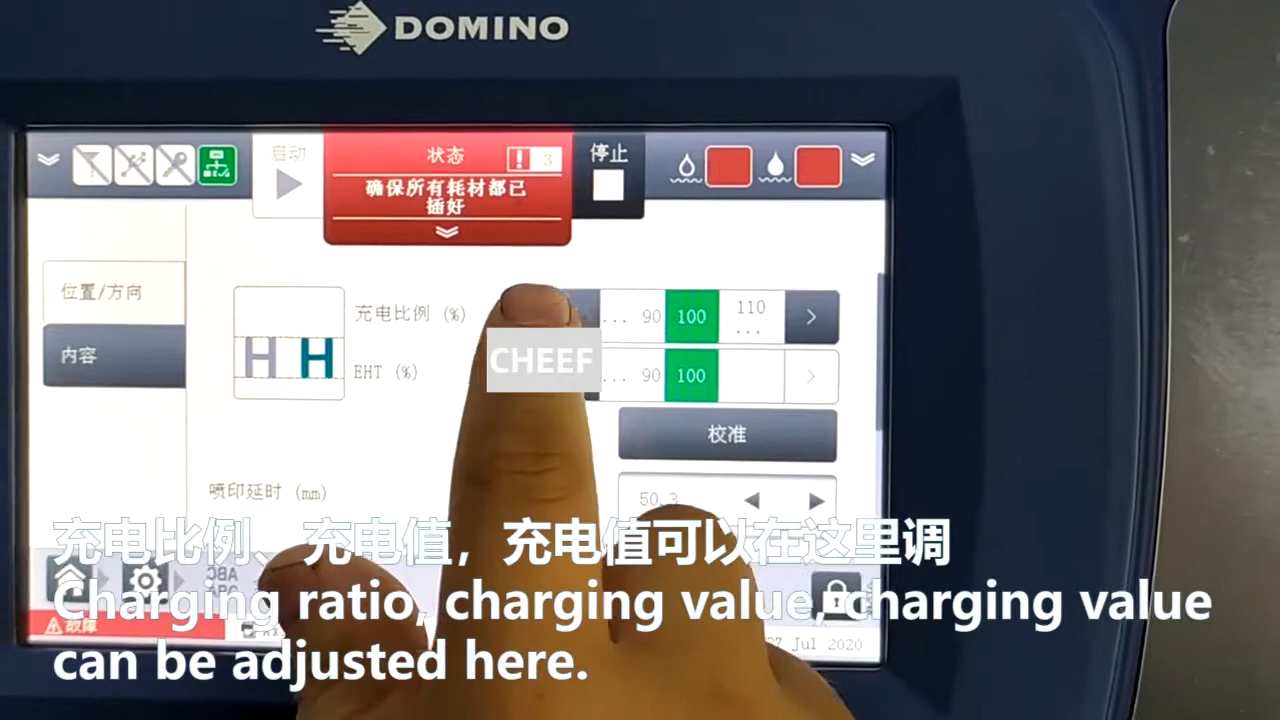 DOMINO
启动
状态
! 3
停止
确保所有耗材都已
插好
位置/方向
内容
H H
充电比例 (%)
... 90 100 110 ...
>
EHT (%)
... 90 100
>
CHEEF
校准
喷印延时 (mm)
50.3
充电比例、充电值，充电值可以在这里调
ABC
Charging ratio, charging value, charging value
故障
Jul 2020
can be adjusted here.